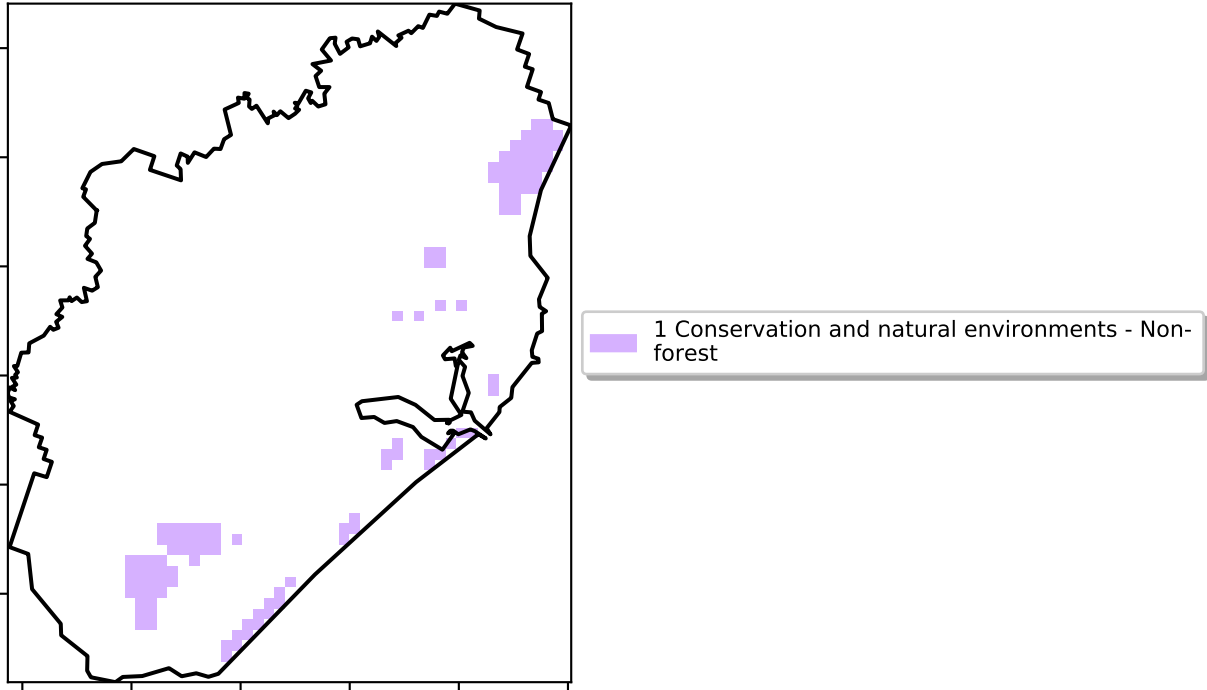 1 Conservation and natural environments - Non-
forest